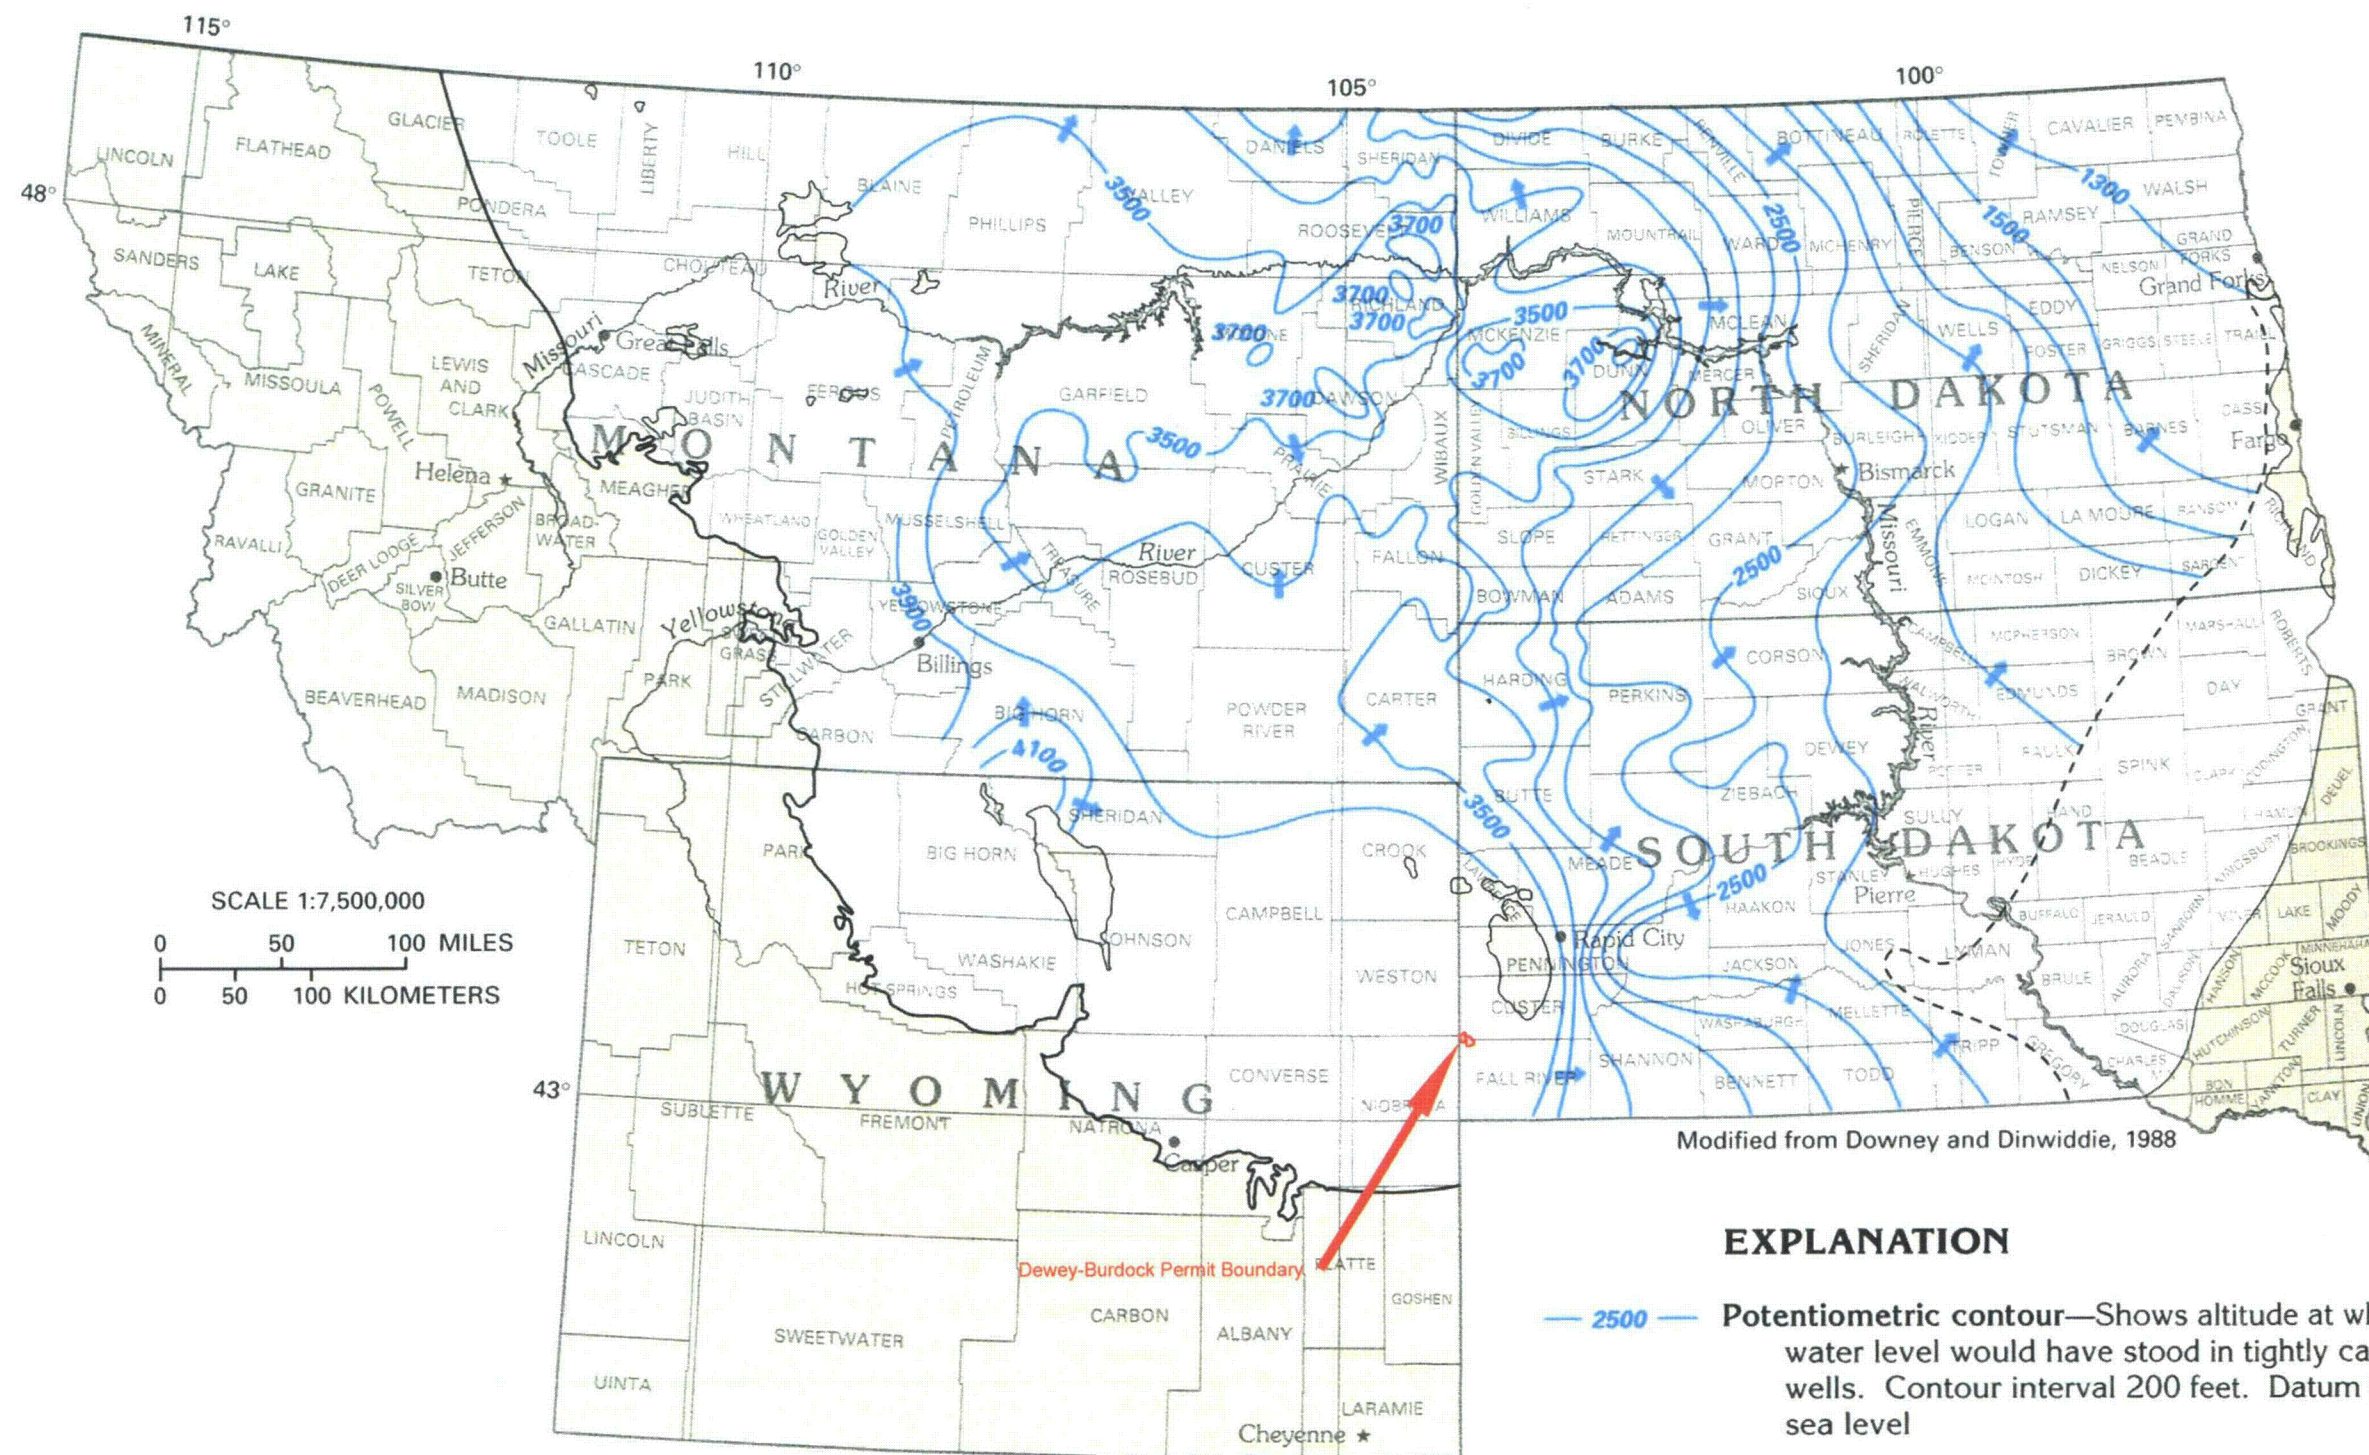 115°
110°
105°
100°
48°
43°
LINCOLN
FLATHEAD
GLACIER
TOOLE
LIBERTY
HILL
BLAINE
PHILLIPS
VALLEY
DANIELS
SHERIDAN
ROOSEVELT
PONDERA
TETON
CHOUTEAU
SANDERS
LAKE
MINERAL
MISSOULA
POWELL
LEWIS
AND
CLARK
CASCADE
JUDITH
BASIN
FERGUS
PETROLEUM
GARFIELD
RICHLAND
DAWSON
PRAIRIE
WIBAUX
Missouri
River
Great Falls
MONTANA
Helena
MEAGHER
GRANITE
RAVALLI
DEER LODGE
JEFFERSON
BROAD-
WATER
WHEATLAND
GOLDEN
VALLEY
MUSSELSHELL
TREASURE
ROSEBUD
CUSTER
FALLON
River
SILVER
BOW
Butte
GALLATIN
Yellowstone
GRASS
STILLWATER
YELLOWSTONE
Billings
BEAVERHEAD
MADISON
PARK
CARBON
BIG HORN
POWDER
RIVER
CARTER
3500
3700
3700
3700
3700
3700
3500
3900
4100
DIVIDE
BURKE
RENVILLE
BOTTINEAU
ROLETTE
TOWNER
CAVALIER
PEMBINA
WILLIAMS
MOUNTRAIL
WARD
MCHENRY
PIERCE
BENSON
RAMSEY
WALSH
NELSON
GRAND
FORKS
Grand Forks
MCKENZIE
DUNN
MCLEAN
MERCER
SHERIDAN
WELLS
EDDY
FOSTER
GRIGGS
STEELE
TRAILL
NORTH DAKOTA
BILLINGS
OLIVER
BURLEIGH
KIDDER
STUTSMAN
BARNES
CASS
Fargo
GOLDEN VALLEY
STARK
MORTON
Bismarck
SLOPE
HETTINGER
GRANT
EMMONS
LOGAN
LA MOURE
RANSOM
RICHLAND
BOWMAN
ADAMS
SIOUX
MCINTOSH
DICKEY
SARGENT
Missouri
River
3500
3700
3700
2500
1500
1300
2500
HARDING
PERKINS
CORSON
CAMPBELL
MCPHERSON
BROWN
MARSHALL
ROBERTS
WALWORTH
EDMUNDS
DAY
GRANT
BUTTE
ZIEBACH
DEWEY
POTTER
FAULK
SPINK
CLARK
CODINGTON
DEUEL
3500
MEADE
SULLY
HAND
HAMLIN
SOUTH DAKOTA
LAWRENCE
2500
STANLEY
HUGHES
HYDE
BEADLE
KINGSBURY
BROOKINGS
Pierre
HAAKON
BUFFALO
JERAULD
SANBORN
MINER
LAKE
MOODY
Rapid City
PENNINGTON
JACKSON
JONES
LYMAN
BRULE
AURORA
DAVISON
HANSON
MCCOOK
MINNEHAHA
Sioux
Falls
CUSTER
WASHABAUGH
MELLETTE
DOUGLAS
HUTCHINSON
TURNER
LINCOLN
FALL RIVER
SHANNON
BENNETT
TODD
TRIPP
GREGORY
CHARLES
MIX
BON
HOMME
YANKTON
CLAY
UNION
PARK
BIG HORN
SHERIDAN
CROOK
CAMPBELL
JOHNSON
TETON
WASHAKIE
HOT SPRINGS
WESTON
WYOMING
SUBLETTE
FREMONT
NATRONA
CONVERSE
NIOBRARA
Casper
LINCOLN
SWEETWATER
CARBON
ALBANY
PLATTE
GOSHEN
UINTA
LARAMIE
Cheyenne
Dewey-Burdock Permit Boundary
SCALE 1:7,500,000
0 50 100 MILES
0 50 100 KILOMETERS
Modified from Downey and Dinwiddie, 1988
EXPLANATION
2500 Potentiometric contour—Shows altitude at wh
water level would have stood in tightly ca
wells. Contour interval 200 feet. Datum
sea level